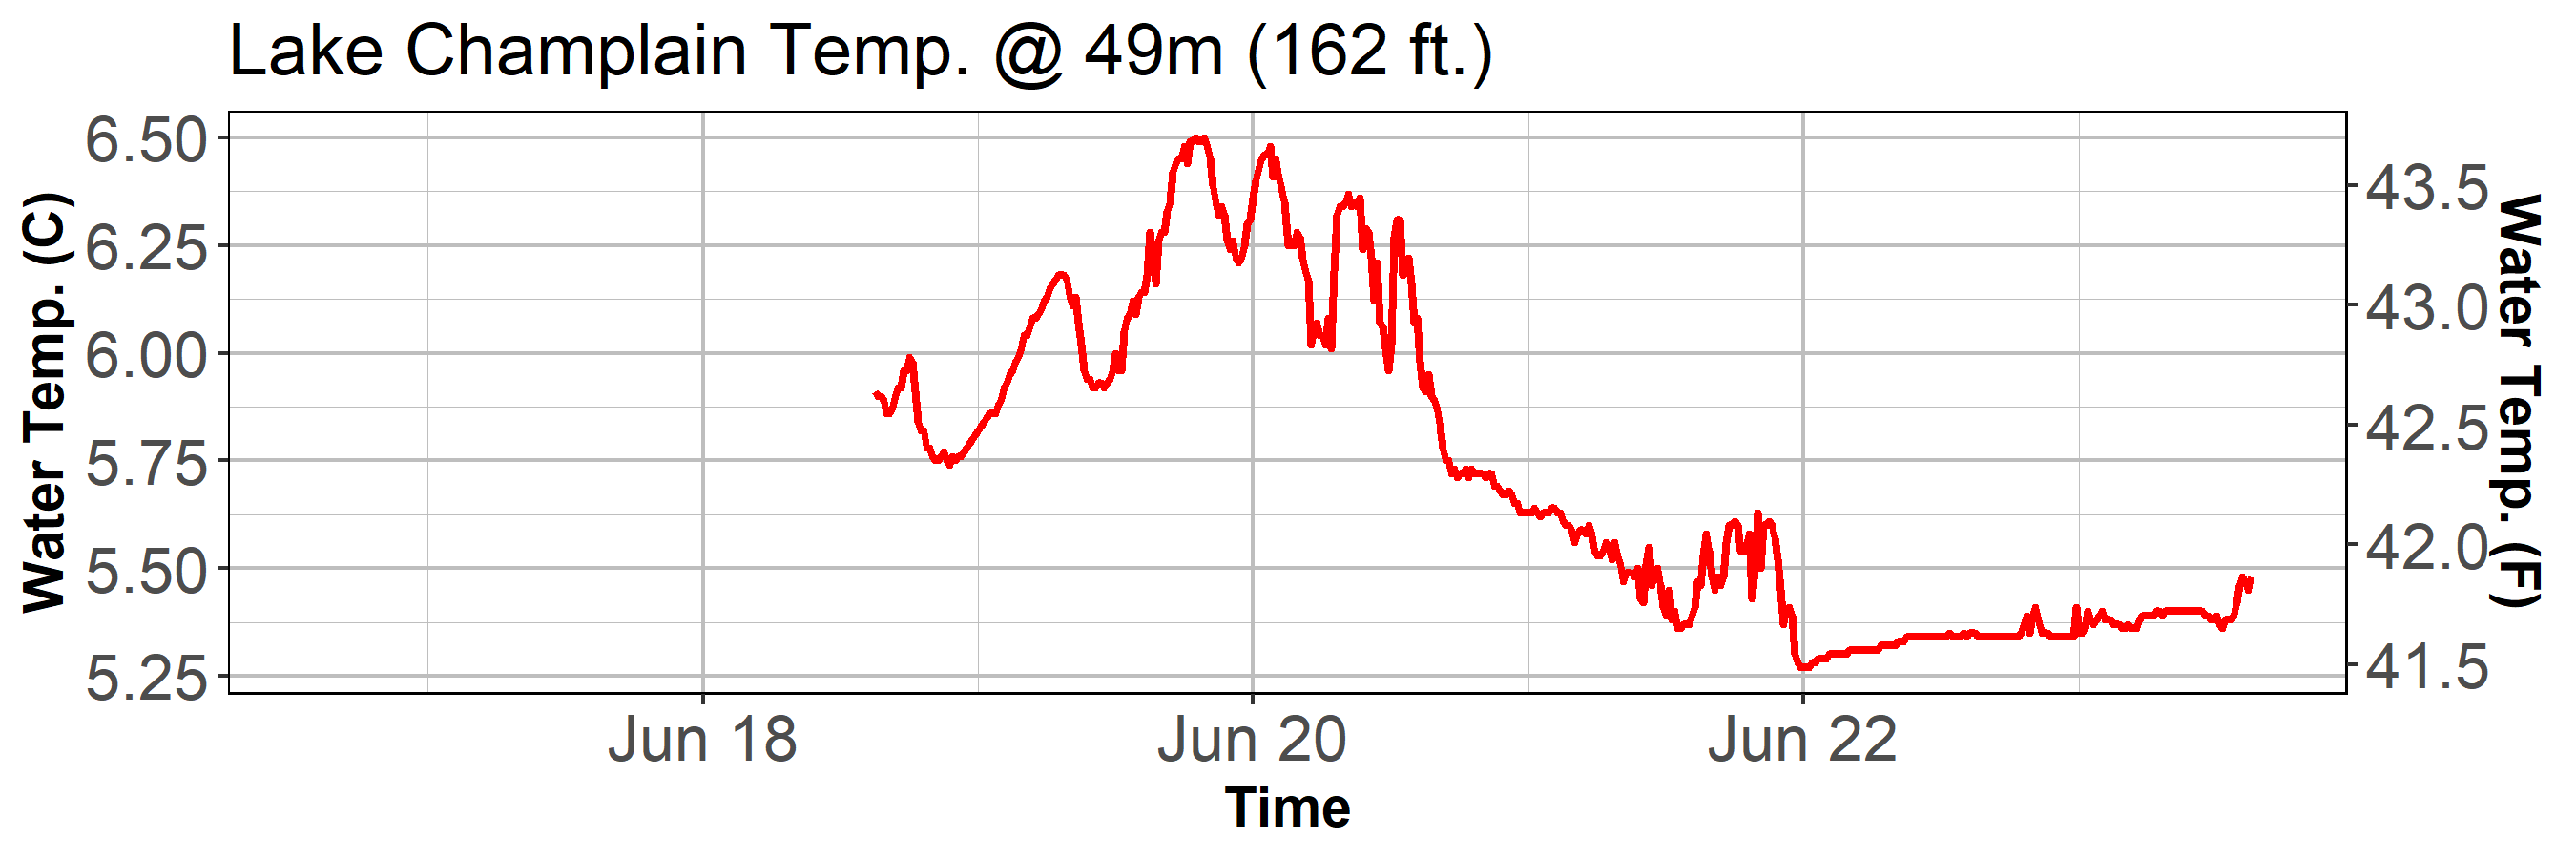 Lake Champlain Temp. @ 49m (162 ft.)
Water Temp. (C)
6.50
6.25
6.00
5.75
5.50
5.25
43.5
43.0
42.5
42.0
41.5
Water Temp. (F)
Jun 18
Jun 20
Jun 22
Time